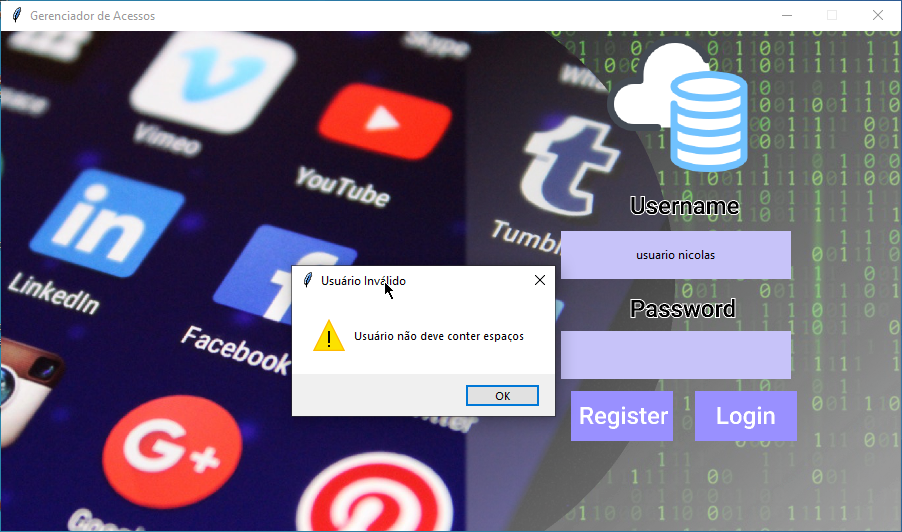 Gerenciador de Acessos
Skype
Vimeo
YouTube
Tumbl
LinkedIn
Facebook
G+
Username
usuario nicolas
Password
Register
Login
Usuário Inválido
Usuário não deve conter espaços
OK